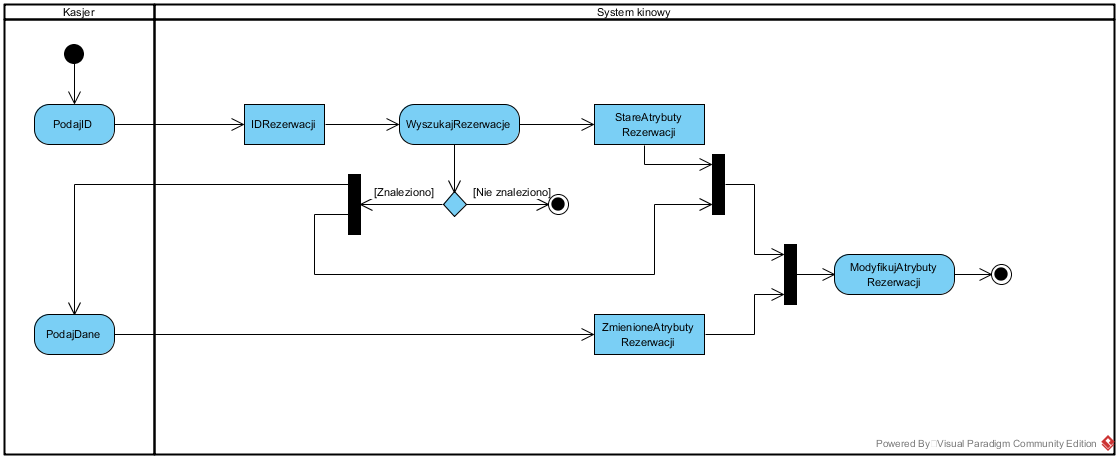 Kasjer
System kinowy
PodajID
IDRezerwacji
WyszukajRezerwacje
StareAtrybuty
Rezerwacji
[Znaleziono]
[Nie znaleziono]
ModyfikujAtrybuty
Rezerwacji
PodajDane
ZmienioneAtrybuty
Rezerwacji
Powered By Visual Paradigm Community Edition